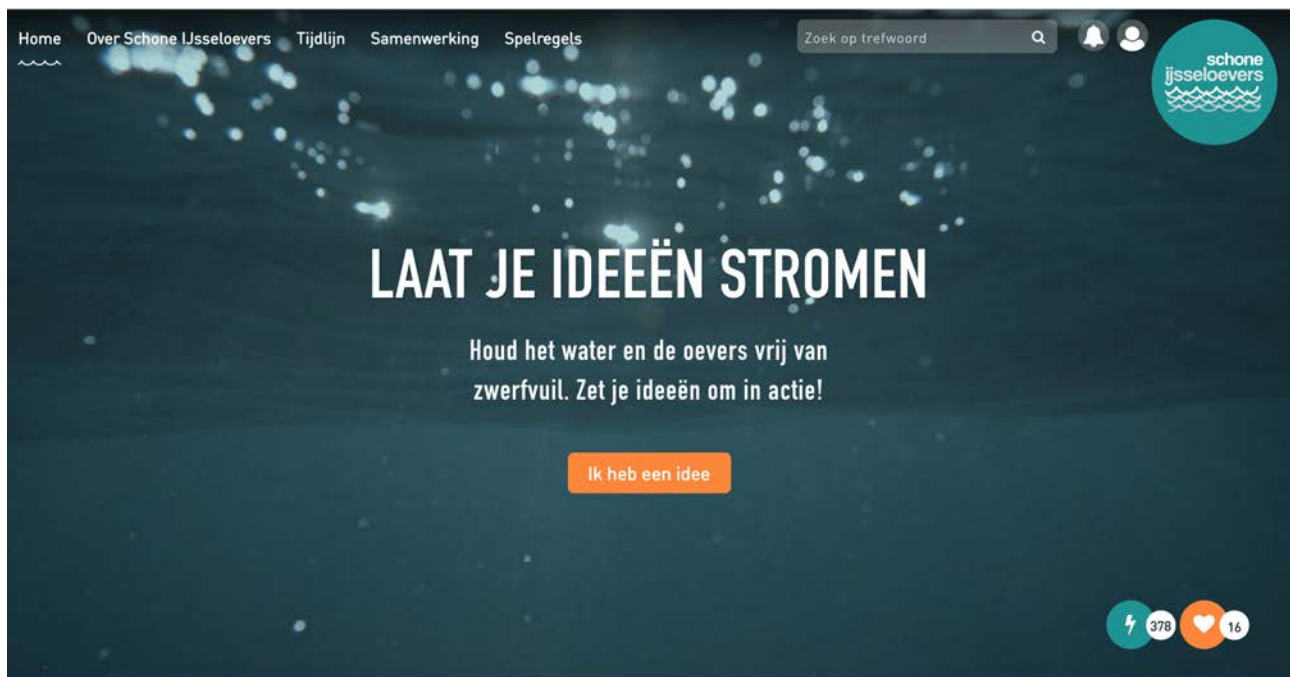 Home Over Schone IJsseloevers Tijdlijn Samenwerking Spelregels Zoek op trefwoord
schone
ijsseloevers
LAAT JE IDEEËN STROMEN
Houd het water en de oevers vrij van
zwerfvuil. Zet je ideeën om in actie!
Ik heb een idee
378 16